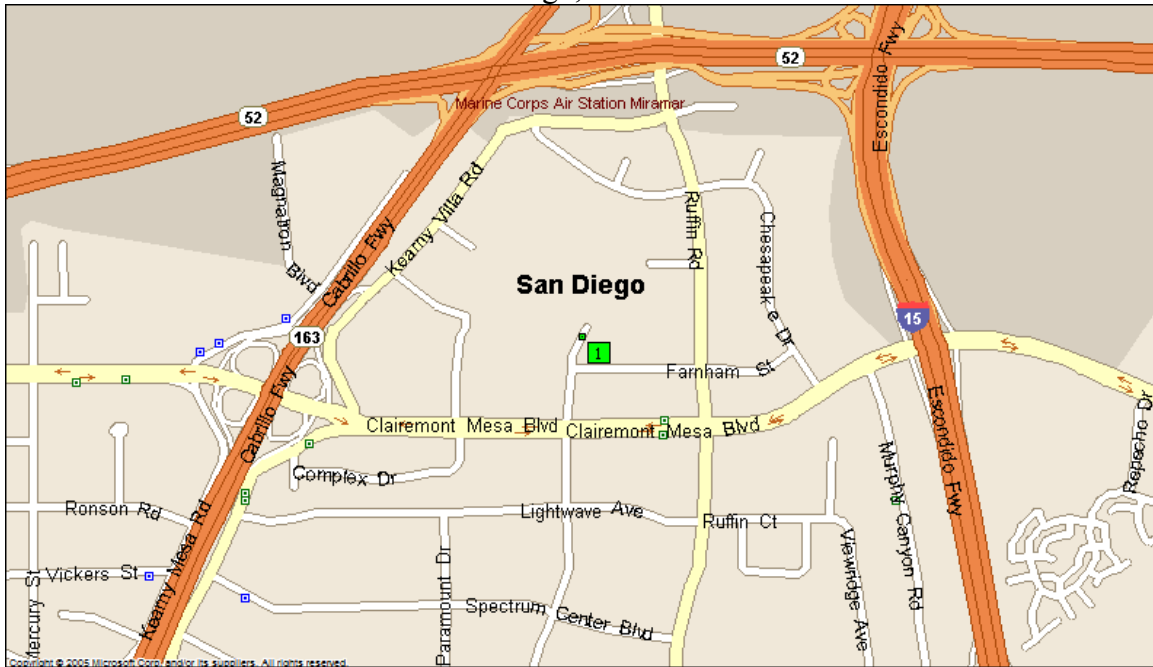 52
Escondido Fwy
52
Marine Corps Air Station Miramar
Magnatron Blvd
Kearny Villa Rd
Cabrillo Fwy
Ruffin Rd
Chesapeake Dr
San Diego
15
163
1
Farnham St
Cabrillo Fwy
Clairemont Mesa Blvd
Clairemont Mesa Blvd
Escondido Fwy
Repecho Dr
Complex Dr
Murphy Canyon Rd
Ronson Rd
Lightwave Ave
Ruffin Ct
Kearny Mesa Rd
Viewridge Ave
Vickers St
Mercury St
Paramount Dr
Spectrum Center Blvd
Copyright © 2005 Microsoft Corp. and/or its suppliers. All rights reserved.